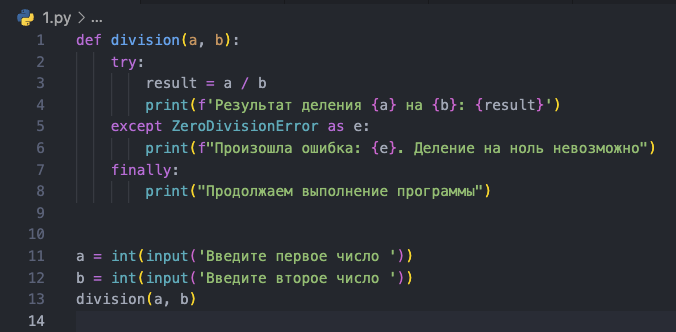 1.py > ...
1 def division(a, b):
2 try:
3 result = a / b
4 print(f'Результат деления {a} на {b}: {result}')
5 except ZeroDivisionError as e:
6 print(f"Произошла ошибка: {e}. Деление на ноль невозможно")
7 finally:
8 print("Продолжаем выполнение программы")
9
10
11 a = int(input('Введите первое число '))
12 b = int(input('Введите второе число '))
13 division(a, b)
14